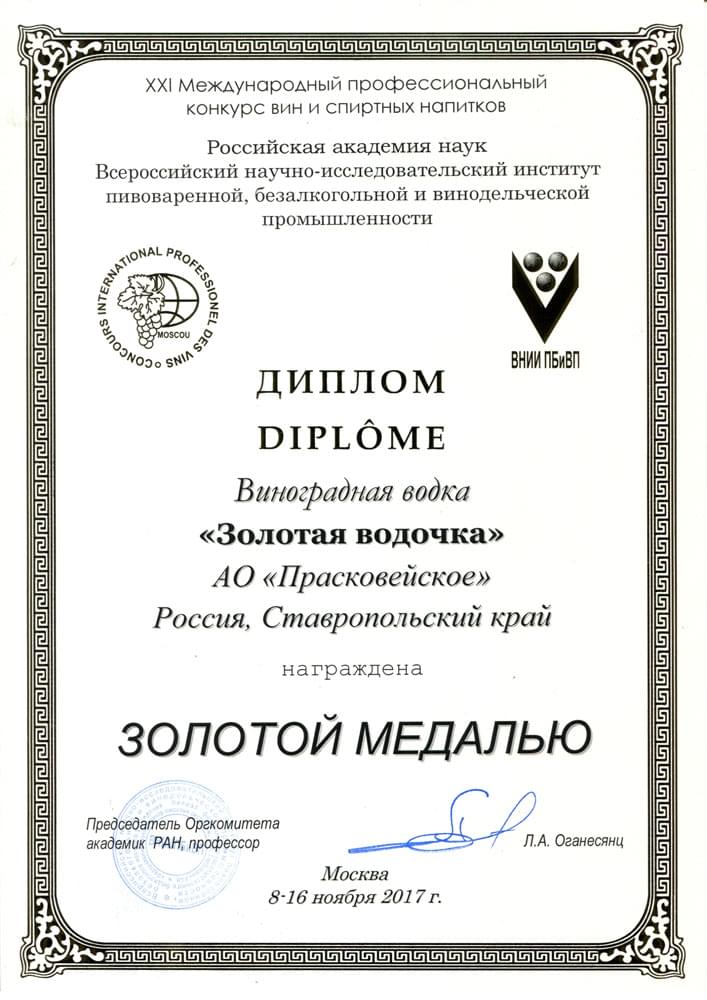 XXI Международный профессиональный
конкурс вин и спиртных напитков
Российская академия наук
Всероссийский научно-исследовательский институт
пивоваренной, безалкогольной и винодельческой
промышленности
CONCOURS INTERNATIONAL PROFESSIONEL DES VINS
MOSCOU
ВНИИ ПБиВП
ДИПЛОМ
DIPLÔME
Виноградная водка
«Золотая водочка»
АО «Прасковейское»
Россия, Ставропольский край
награждена
ЗОЛОТОЙ МЕДАЛЬЮ
Председатель Оргкомитета
академик РАН, профессор
Л.А. Оганесянц
Москва
8-16 ноября 2017 г.